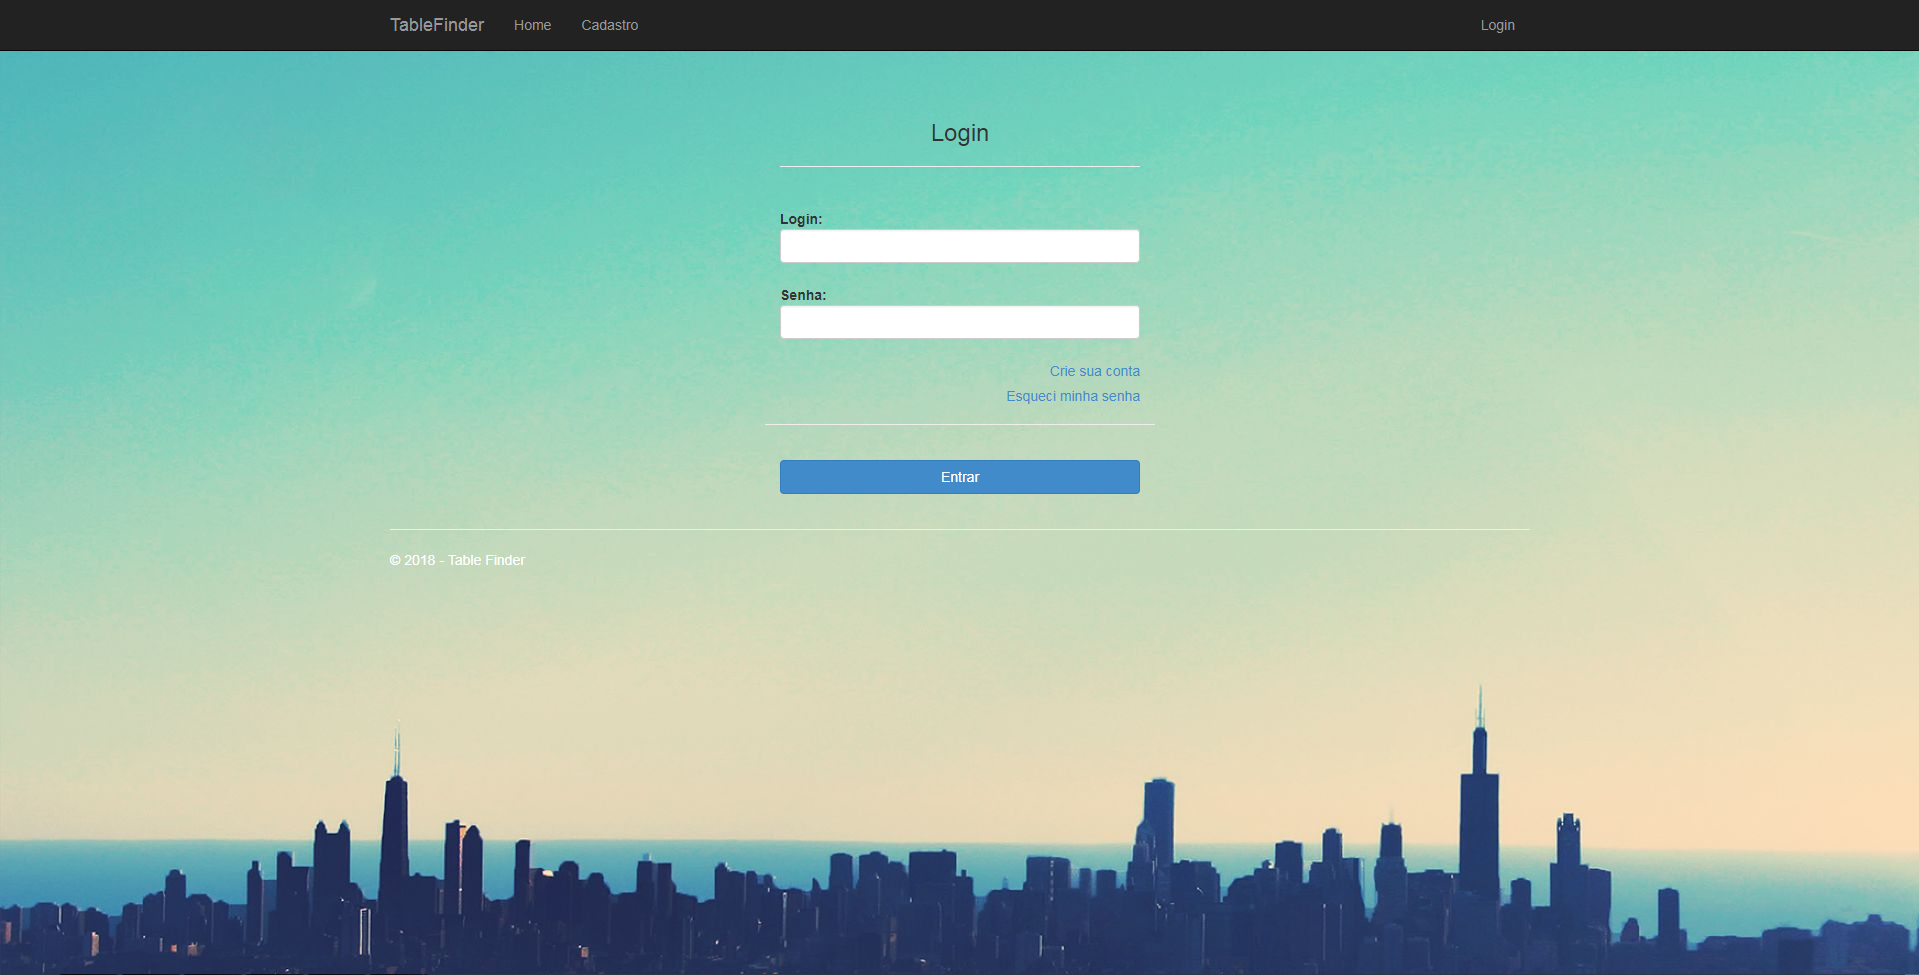 TableFinder Home Cadastro Login
Login
Login:
Senha:
Crie sua conta
Esqueci minha senha
Entrar
© 2018 - Table Finder